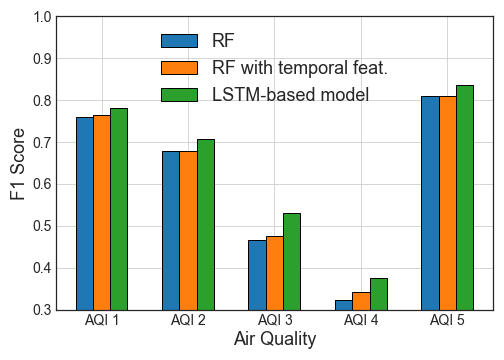 1.0
0.9
0.8
0.7
0.6
0.5
0.4
0.3
F1 Score
RF
RF with temporal feat.
LSTM-based model
AQI 1 AQI 2 AQI 3 AQI 4 AQI 5
Air Quality